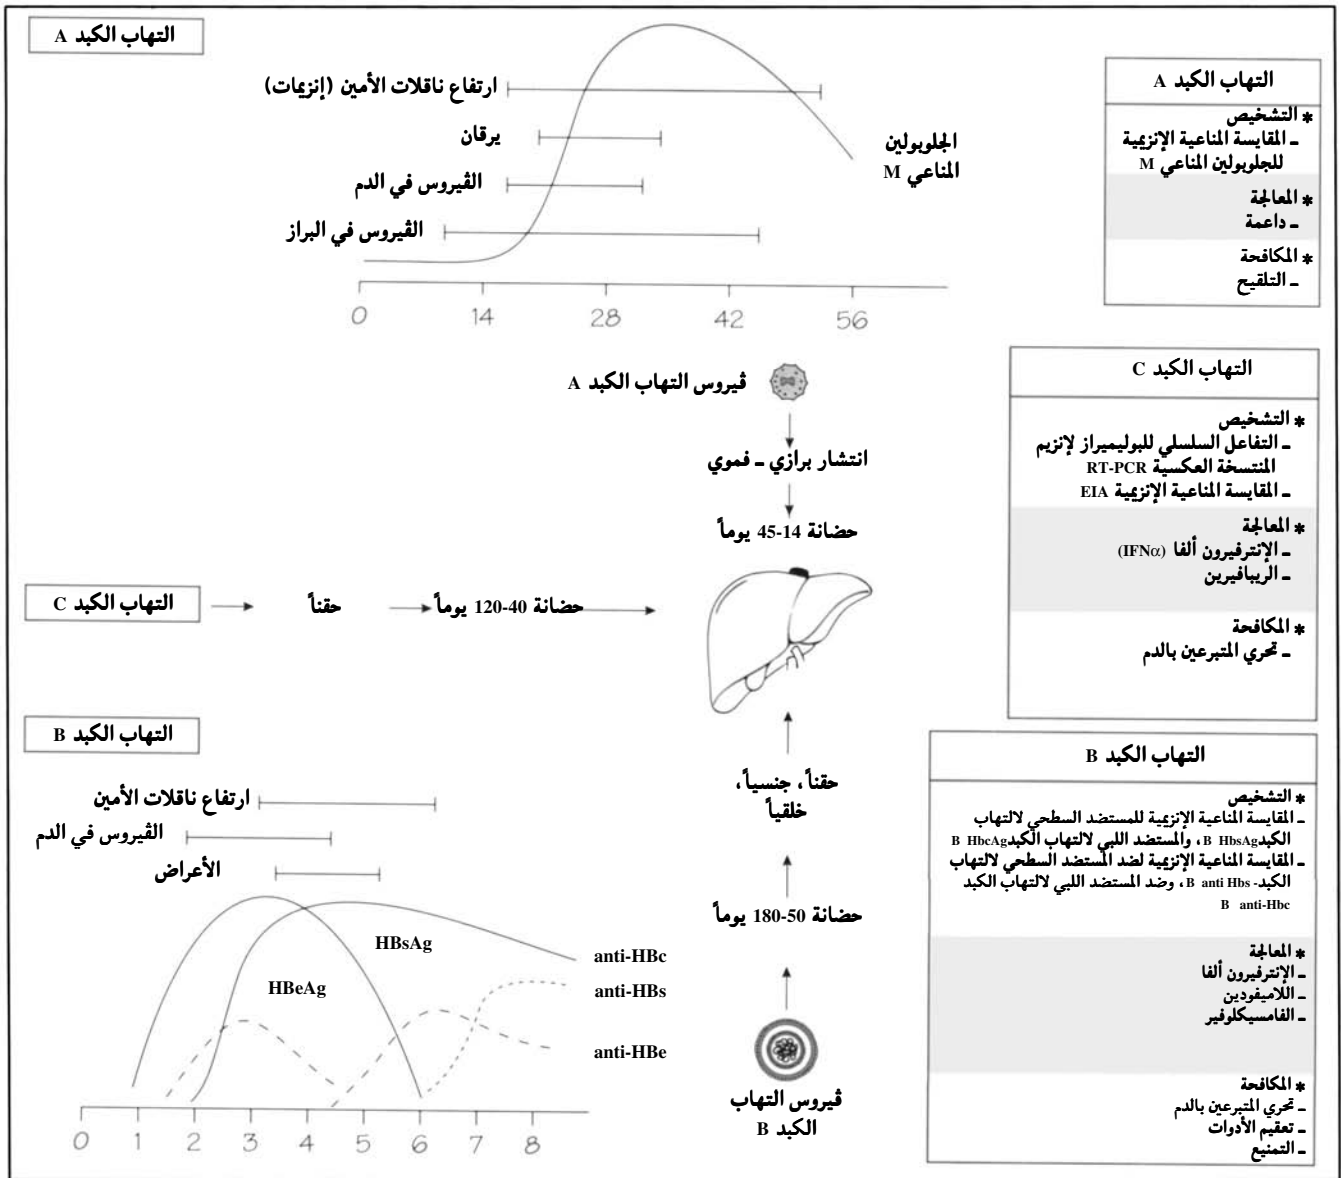 التهاب الكبد A
ارتفاع ناقلات الأمين (إنزيمات)
يرقان
الڤيروس في الدم
الڤيروس في البراز
الجلوبولين
المناعي M
0 14 28 42 56
التهاب الكبد A
* التشخيص
ـ المقايسة المناعية الإنزيمية
للجلوبولين المناعي M
* المعالجة
ـ داعمة
* المكافحة
ـ التلقيح
ڤيروس التهاب الكبد A
انتشار برازي ـ فموي
حضانة 14-45 يوماً
التهاب الكبد C
حقناً
حضانة 40-120 يوماً
التهاب الكبد C
* التشخيص
ـ التفاعل السلسلي للبوليميراز لإنزيم
المنتسخة العكسية RT-PCR
ـ المقايسة المناعية الإنزيمية EIA
* المعالجة
ـ الإنترفيرون ألفا (IFNα)
ـ الريبافيرين
* المكافحة
ـ تحري المتبرعين بالدم
التهاب الكبد B
ارتفاع ناقلات الأمين
الڤيروس في الدم
الأعراض
HBsAg
HBeAg
anti-HBc
anti-HBs
anti-HBe
0 1 2 3 4 5 6 7 8
حقناً، جنسياً،
خلقياً
حضانة 50-180 يوماً
ڤيروس التهاب
الكبد B
التهاب الكبد B
* التشخيص
ـ المقايسة المناعية الإنزيمية للمستضد السطحي لالتهاب
الكبد B HbsAg، والمستضد اللبي لالتهاب الكبد B HbcAg
ـ المقايسة المناعية الإنزيمية لضد المستضد السطحي لالتهاب
الكبد B anti Hbs -، وضد المستضد اللبي لالتهاب الكبد
B anti-Hbc
* المعالجة
ـ الإنترفيرون ألفا
ـ اللاميفودين
ـ الفامسيكلوفير
* المكافحة
ـ تحري المتبرعين بالدم
ـ تعقيم الأدوات
ـ التمنيع